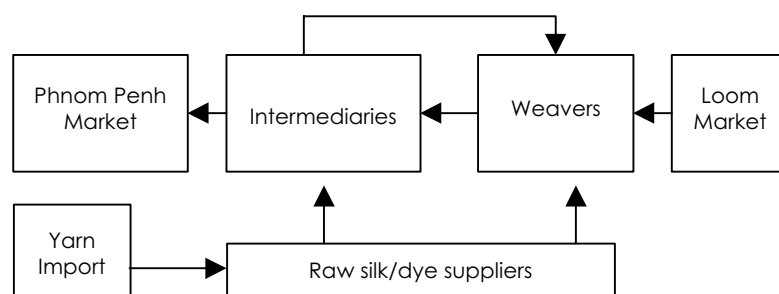 Phnom Penh
Market
Intermediaries
Weavers
Loom
Market
Yarn
Import
Raw silk/dye suppliers